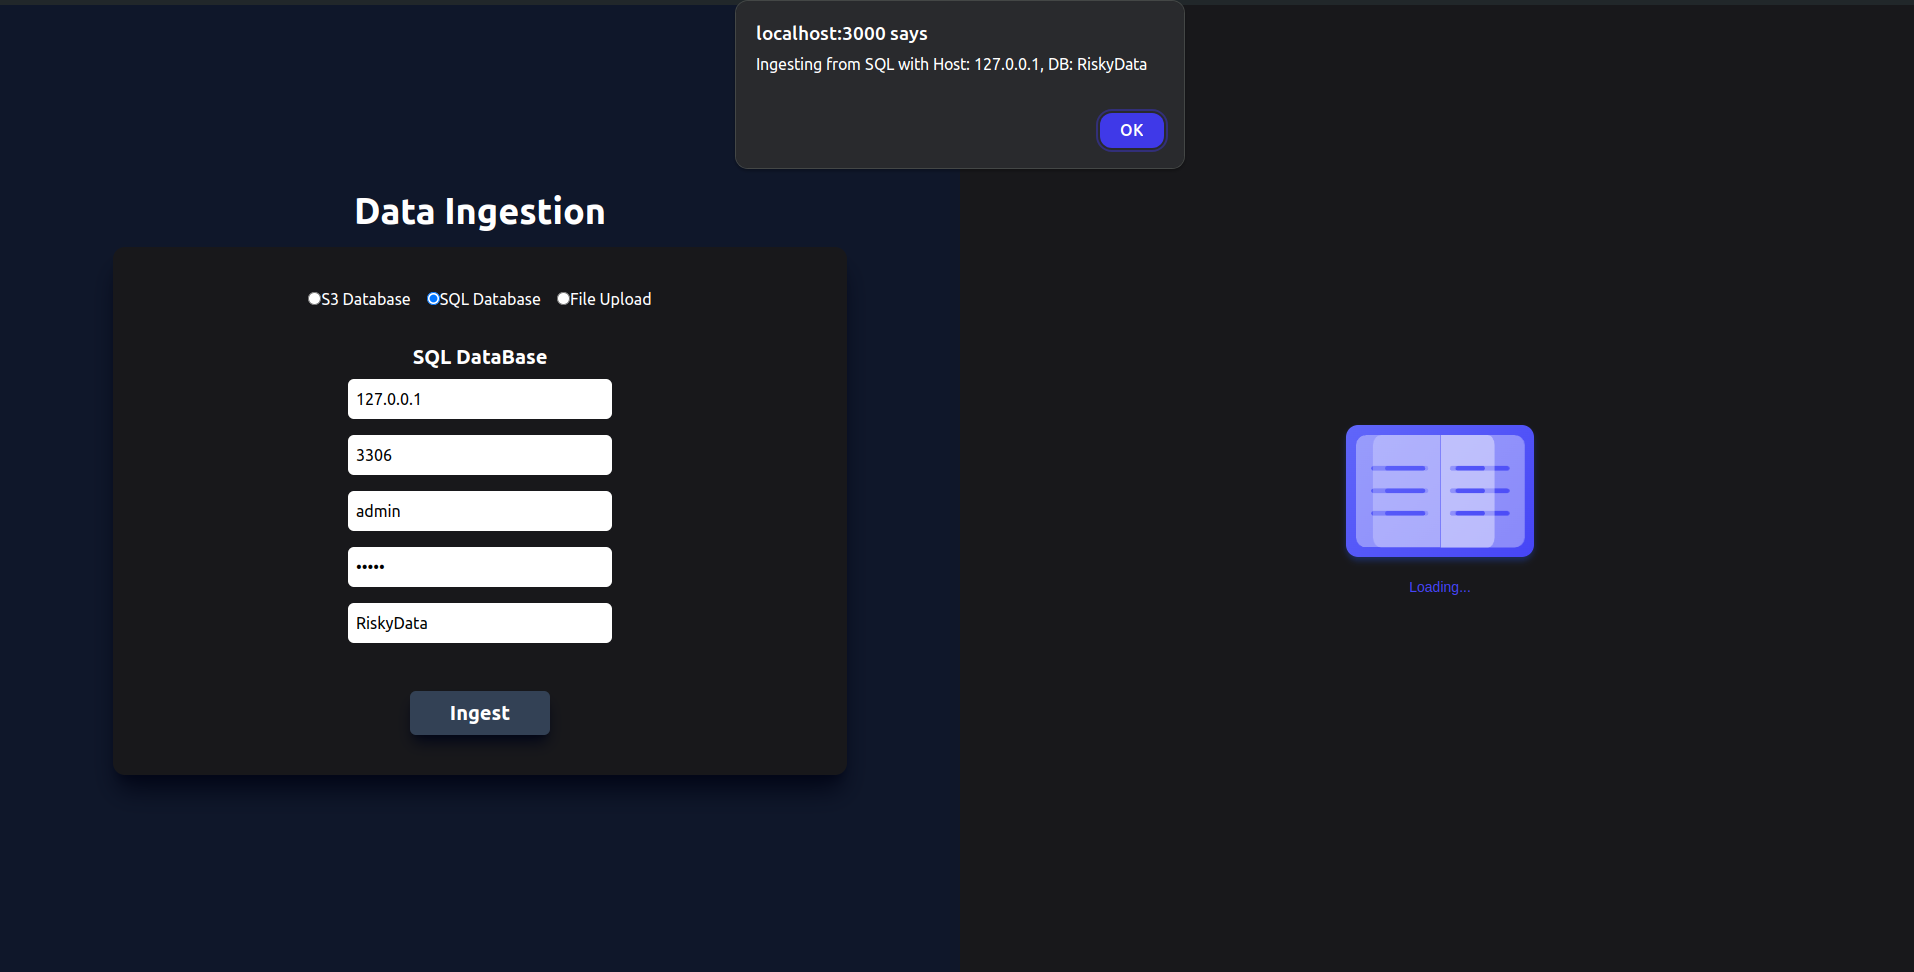 localhost:3000 says
Ingesting from SQL with Host: 127.0.0.1, DB: RiskyData
OK
Data Ingestion
S3 Database SQL Database File Upload
SQL DataBase
127.0.0.1
3306
admin
•••••
RiskyData
Ingest
Loading...